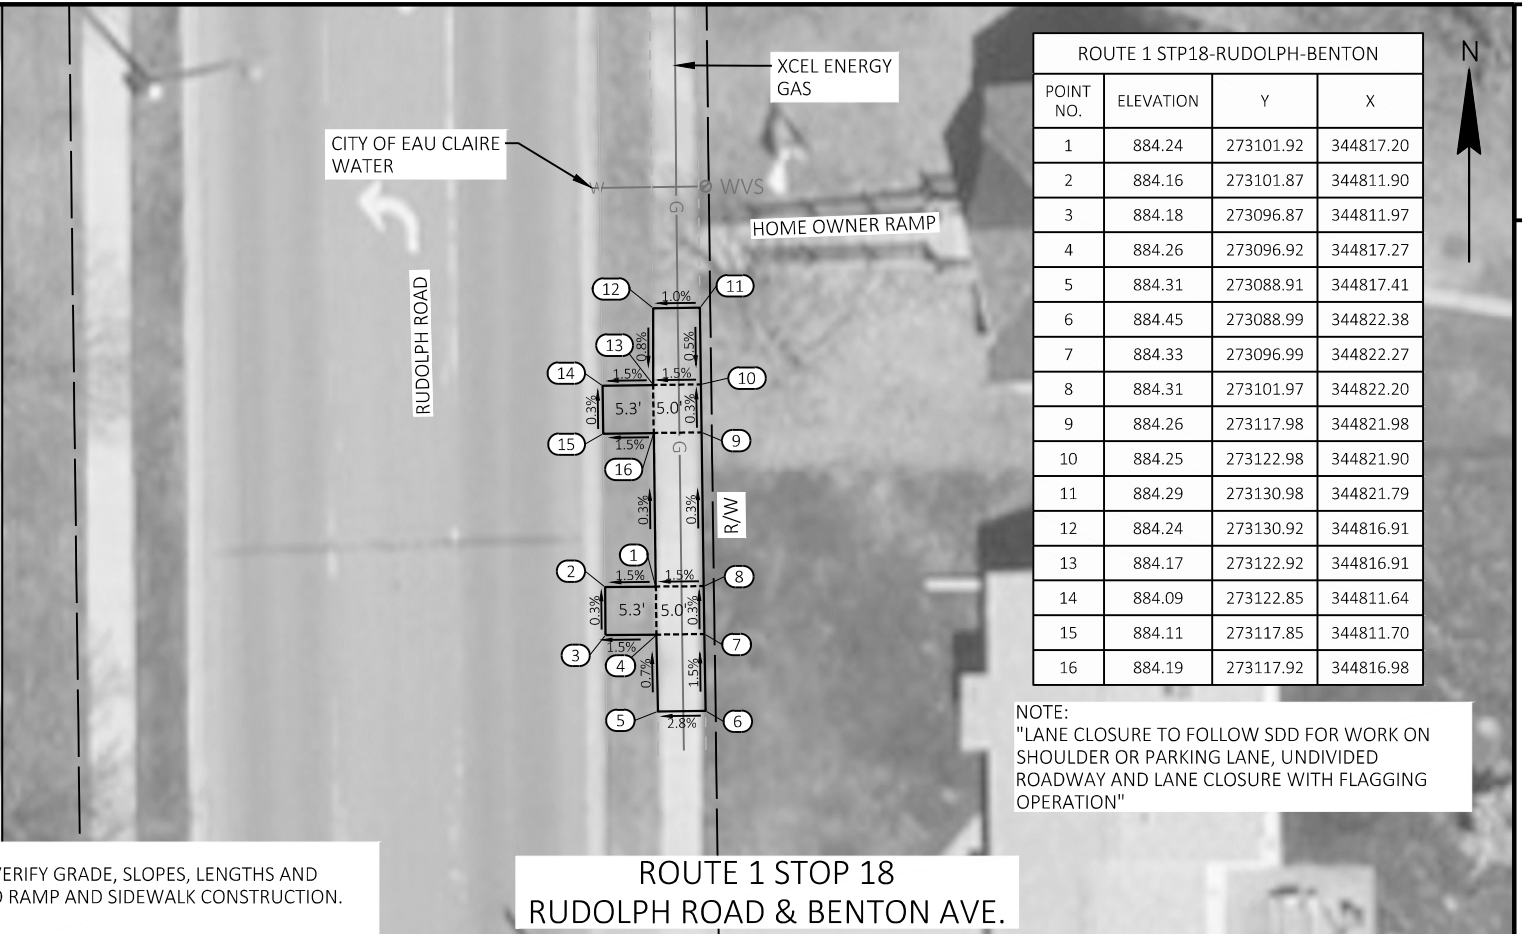 XCEL ENERGY
GAS
CITY OF EAU CLAIRE
WATER
W
WVS
G
HOME OWNER RAMP
RUDOLPH ROAD
12
11
1.0%
0.8%
0.5%
13
14
1.5%
1.5%
10
0.3%
5.3'
5.0'
0.3%
15
1.5%
G
9
16
0.3%
0.3%
R/W
1
2
1.5%
1.5%
8
0.3%
5.3'
5.0'
0.3%
3
1.5%
4
7
0.7%
1.5%
5
2.8%
6
ROUTE 1 STP18-RUDOLPH-BENTON
POINT NO. ELEVATION Y X
1 884.24 273101.92 344817.20
2 884.16 273101.87 344811.90
3 884.18 273096.87 344811.97
4 884.26 273096.92 344817.27
5 884.31 273088.91 344817.41
6 884.45 273088.99 344822.38
7 884.33 273096.99 344822.27
8 884.31 273101.97 344822.20
9 884.26 273117.98 344821.98
10 884.25 273122.98 344821.90
11 884.29 273130.98 344821.79
12 884.24 273130.92 344816.91
13 884.17 273122.92 344816.91
14 884.09 273122.85 344811.64
15 884.11 273117.85 344811.70
16 884.19 273117.92 344816.98
N
NOTE:
"LANE CLOSURE TO FOLLOW SDD FOR WORK ON
SHOULDER OR PARKING LANE, UNDIVIDED
ROADWAY AND LANE CLOSURE WITH FLAGGING
OPERATION"
ERIFY GRADE, SLOPES, LENGTHS AND
RAMP AND SIDEWALK CONSTRUCTION.
ROUTE 1 STOP 18
RUDOLPH ROAD & BENTON AVE.